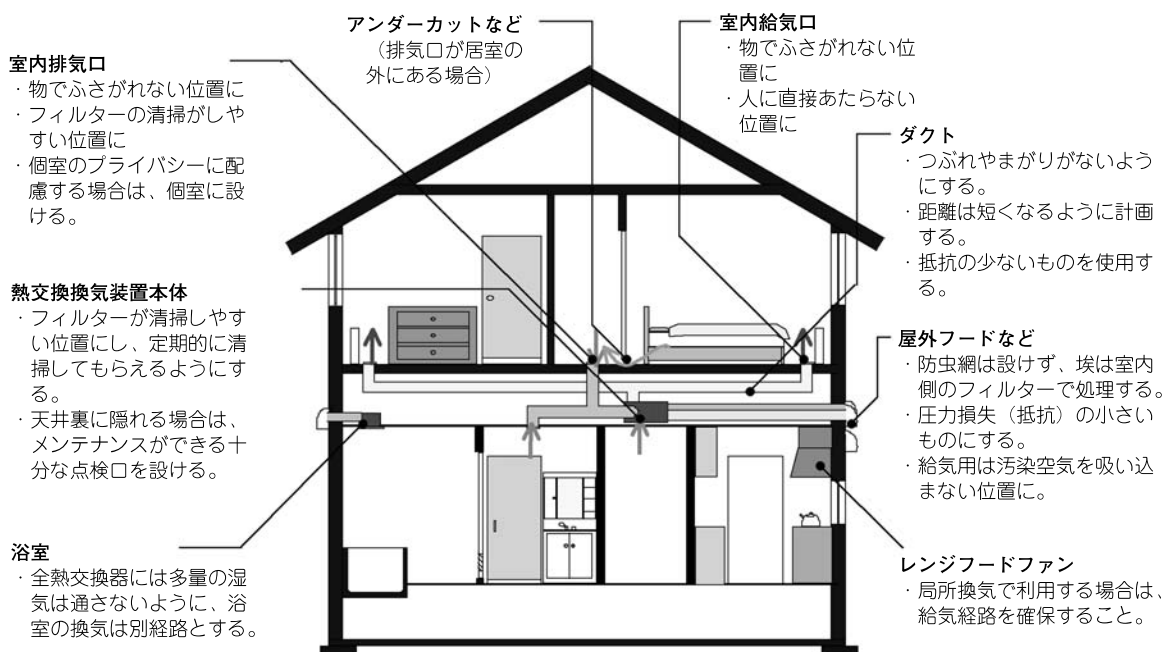 アンダーカットなど
（排気口が居室の
外にある場合）
室内給気口
・物でふさがれない位
置に
・人に直接あたらない
位置に
室内排気口
・物でふさがれない位置に
・フィルターの清掃がしや
すい位置に
・個室のプライバシーに配
慮する場合は、個室に設
ける。
ダクト
・つぶれやまがりがないよう
にする。
・距離は短くなるように計画
する。
・抵抗の少ないものを使用す
る。
熱交換換気装置本体
・フィルターが清掃しやす
い位置にし、定期的に清
掃してもらえるようにす
る。
・天井裏に隠れる場合は、
メンテナンスができる十
分な点検口を設ける。
屋外フードなど
・防虫網は設けず、埃は室内
側のフィルターで処理する。
・圧力損失（抵抗）の小さい
ものにする。
・給気用は汚染空気を吸い込
まない位置に。
浴室
・全熱交換器には多量の湿
気は通さないように、浴
室の換気は別経路とする。
レンジフードファン
・局所換気で利用する場合は、
給気経路を確保すること。